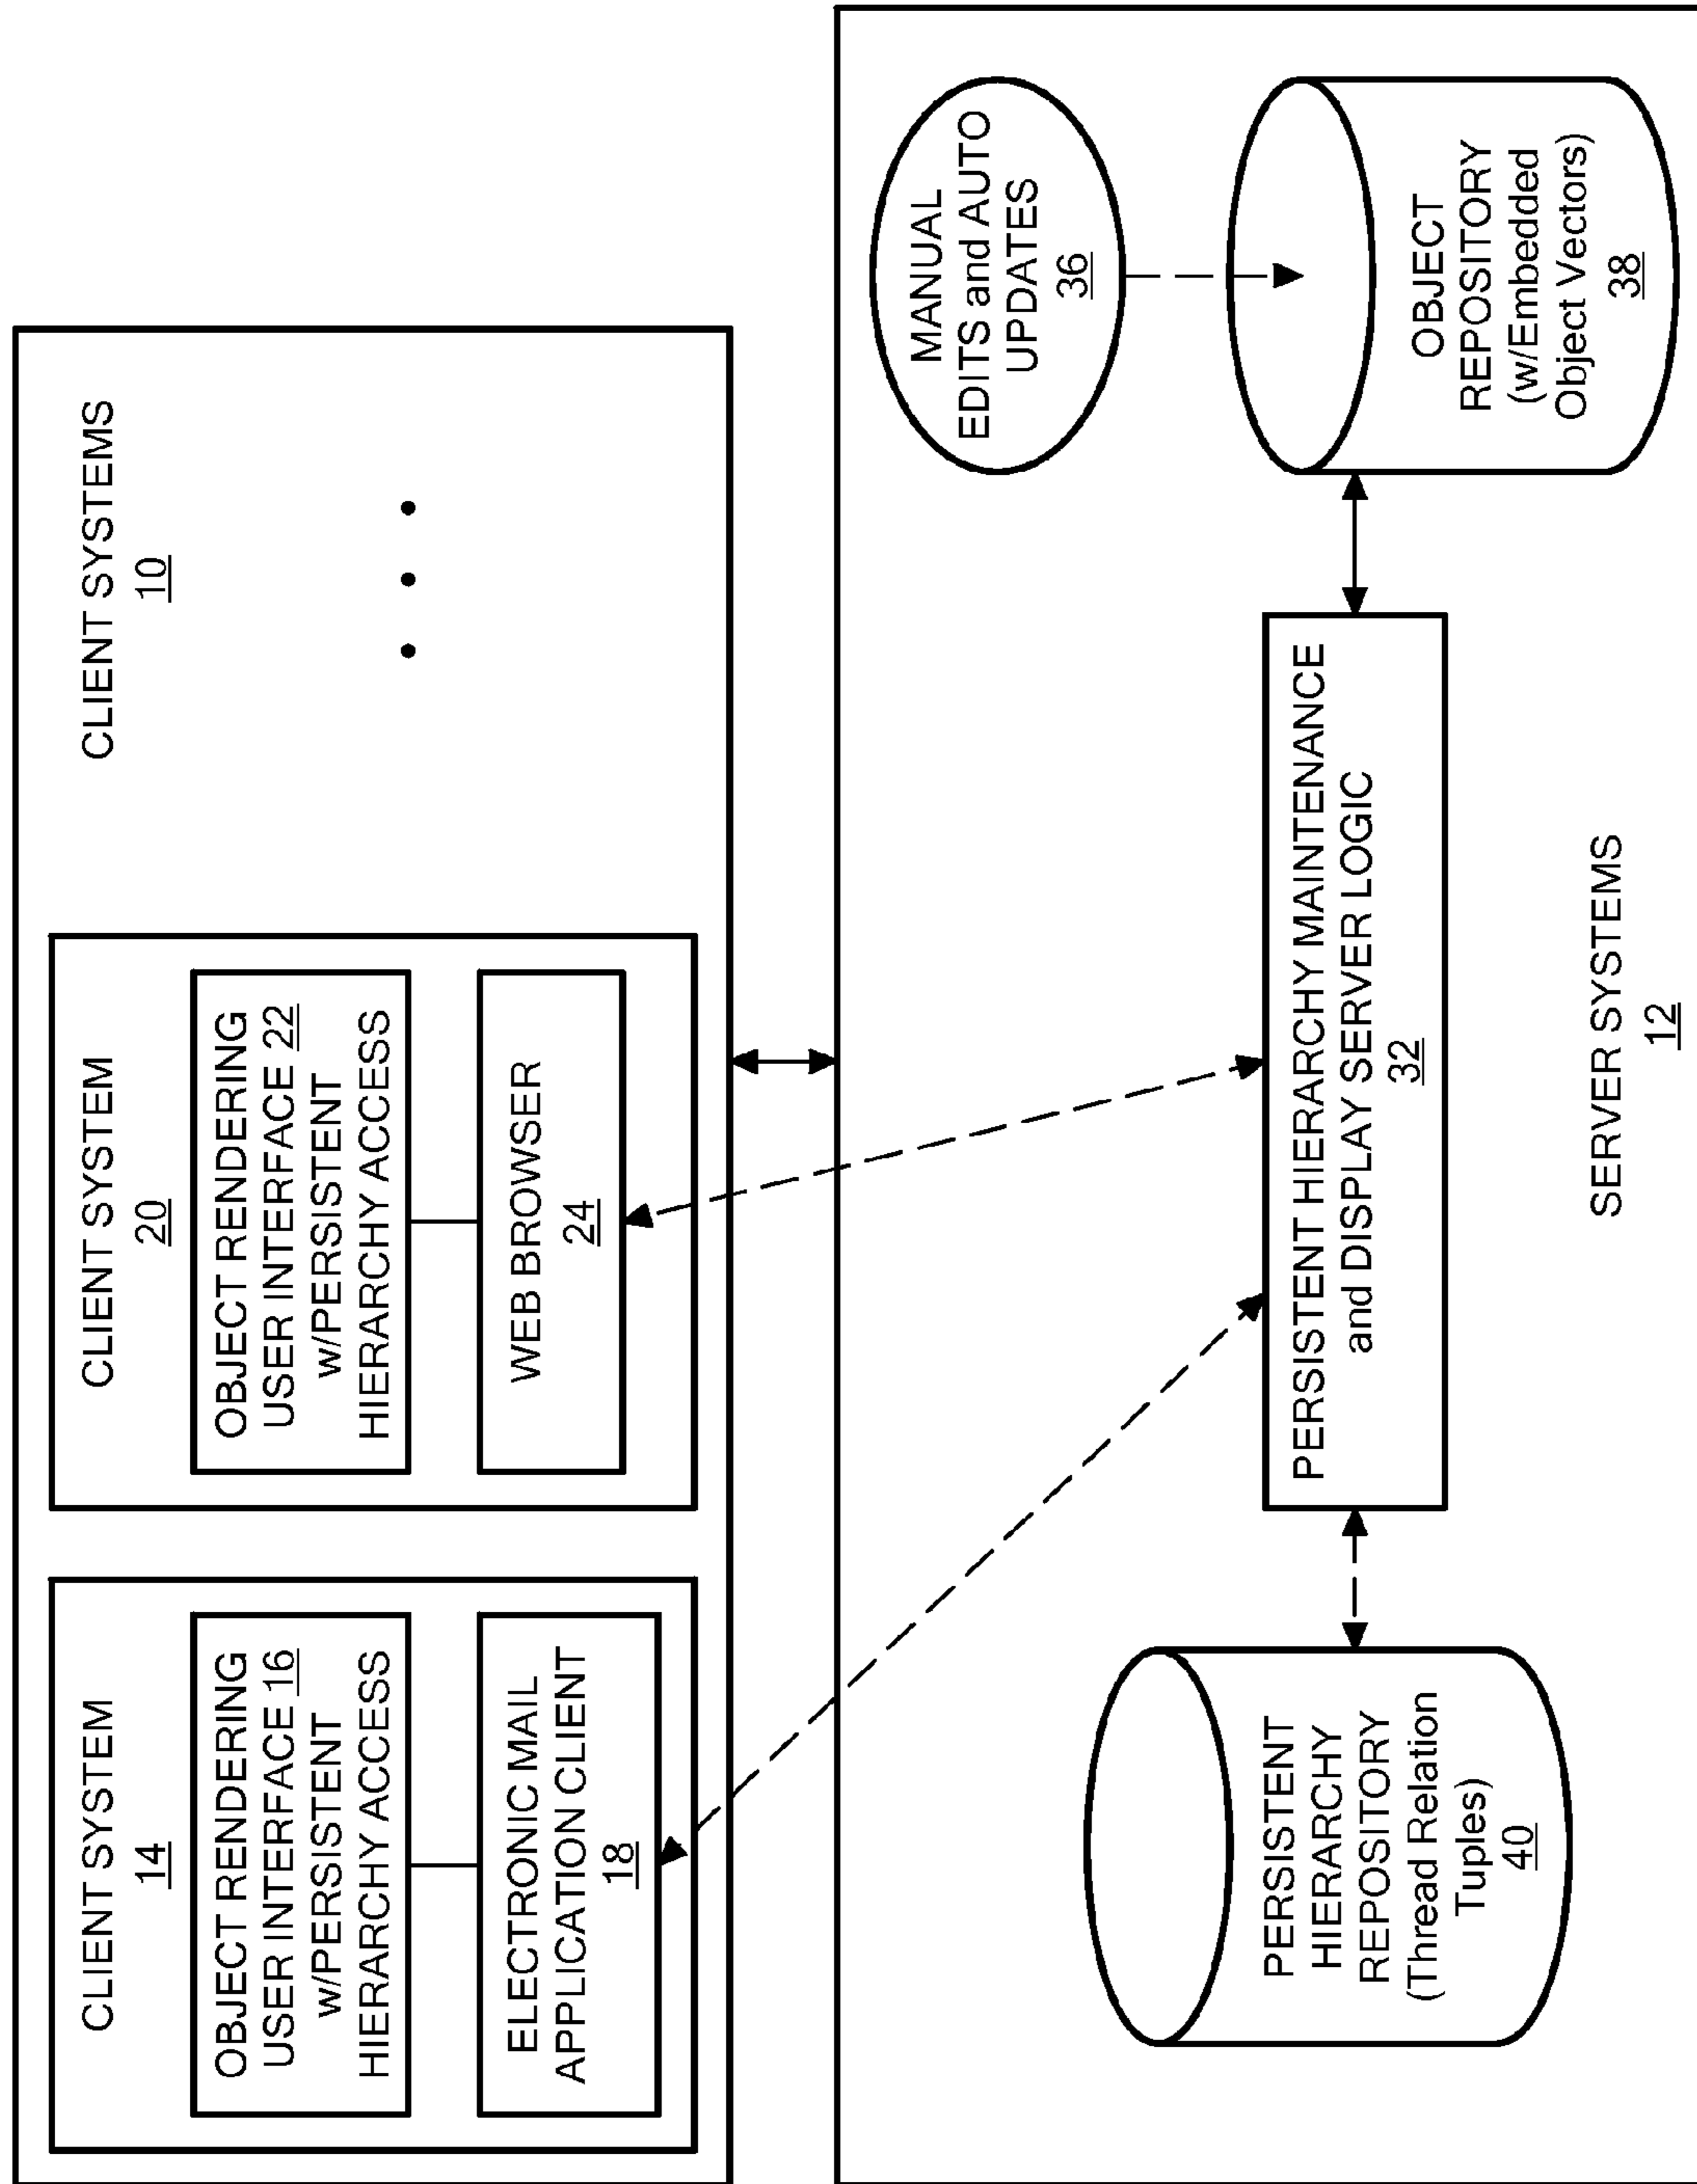 CLIENT SYSTEMS
10
CLIENT SYSTEM
14
OBJECT RENDERING
USER INTERFACE 16
w/PERSISTENT
HIERARCHY ACCESS
ELECTRONIC MAIL
APPLICATION CLIENT
18
CLIENT SYSTEM
20
OBJECT RENDERING
USER INTERFACE 22
w/PERSISTENT
HIERARCHY ACCESS
WEB BROWSER
24
MANUAL
EDITS and AUTO
UPDATES
36
PERSISTENT
HIERARCHY
REPOSITORY
(Thread Relation
Tuples)
40
PERSISTENT HIERARCHY MAINTENANCE
and DISPLAY SERVER LOGIC
32
OBJECT
REPOSITORY
(w/Embedded
Object Vectors)
38
SERVER SYSTEMS
12